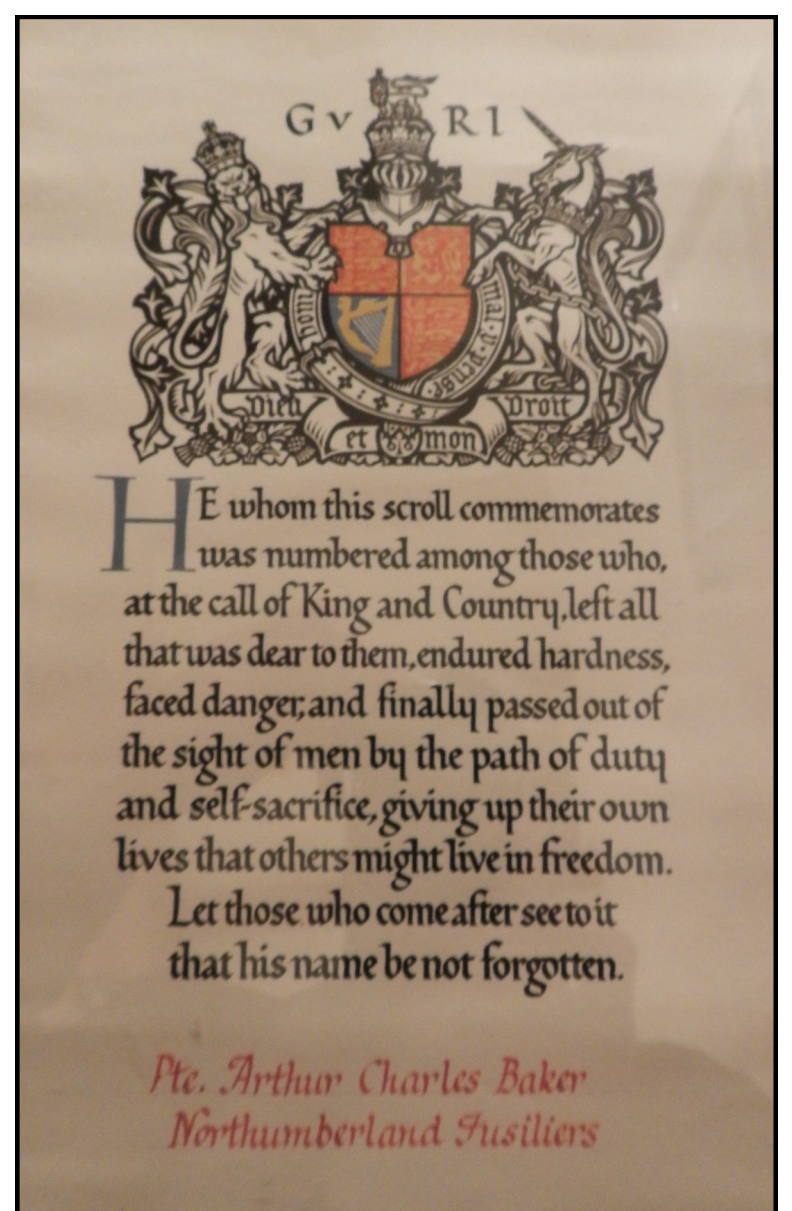 G V R I
Honi
mal·y·pense
Dieu
Droit
et mon
HE whom this scroll commemorates
was numbered among those who,
at the call of King and Country, left all
that was dear to them, endured hardness,
faced danger, and finally passed out of
the sight of men by the path of duty
and self-sacrifice, giving up their own
lives that others might live in freedom.
Let those who come after see to it
that his name be not forgotten.
Pte. Arthur Charles Baker
Northumberland Fusiliers